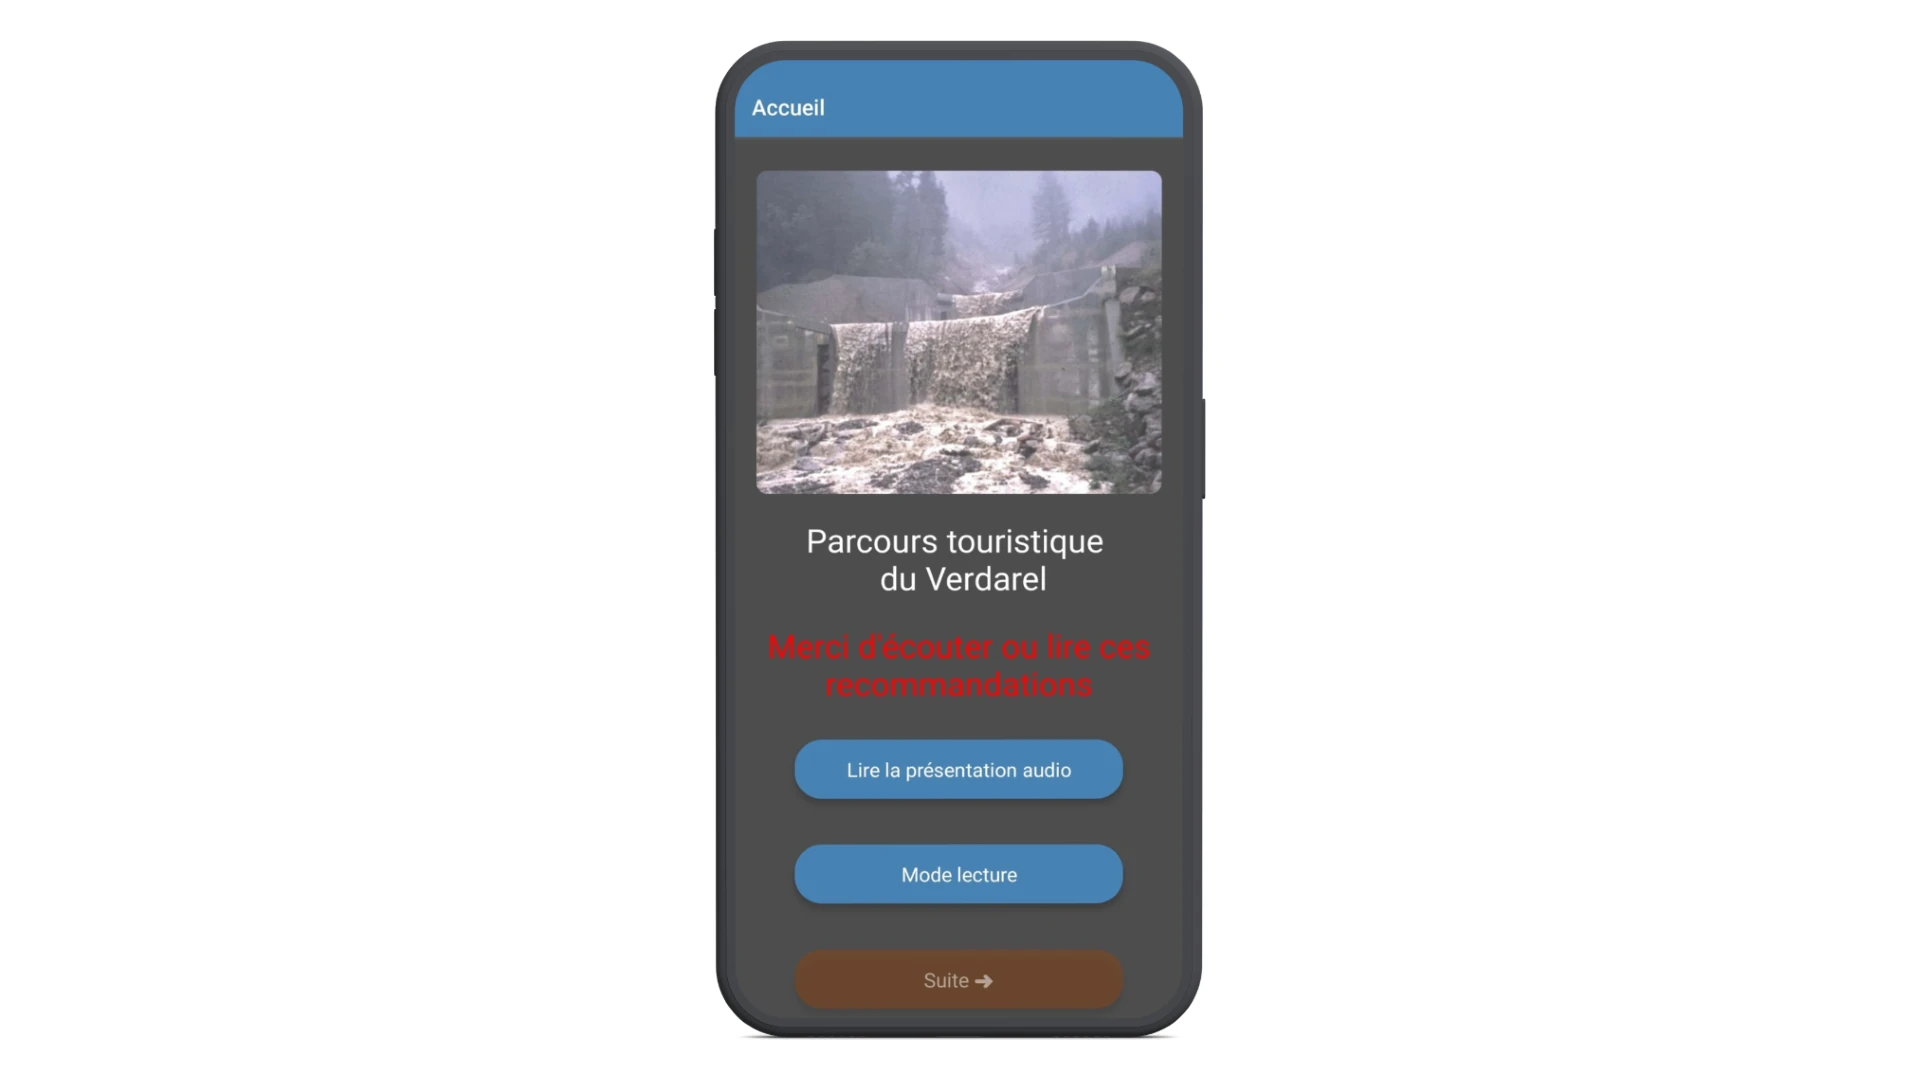 Accueil
Parcours touristique
du Verdarel
Merci d'écouter ou lire ces
recommandations
Lire la présentation audio
Mode lecture
Suite ➔